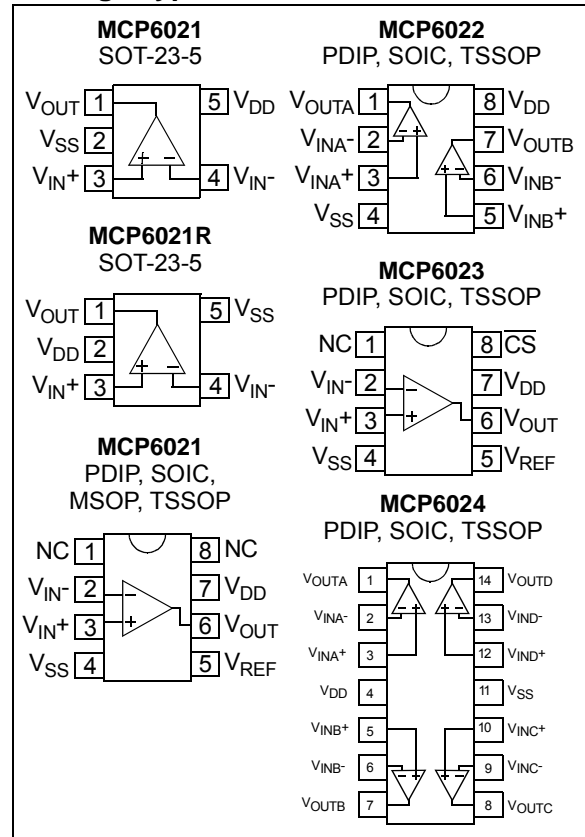 MCP6021
SOT-23-5
VOUT 1 5 VDD
VSS 2
VIN+ 3 4 VIN-
+ −
MCP6021R
SOT-23-5
VOUT 1 5 VSS
VDD 2
VIN+ 3 4 VIN-
+ −
MCP6021
PDIP, SOIC,
MSOP, TSSOP
NC 1 8 NC
VIN- 2 − 7 VDD
VIN+ 3 + 6 VOUT
VSS 4 5 VREF
MCP6022
PDIP, SOIC, TSSOP
VOUTA 1 8 VDD
VINA- 2 − + 7 VOUTB
VINA+ 3 + − 6 VINB-
VSS 4 5 VINB+
MCP6023
PDIP, SOIC, TSSOP
NC 1 8 C̅S̅
VIN- 2 − 7 VDD
VIN+ 3 + 6 VOUT
VSS 4 5 VREF
MCP6024
PDIP, SOIC, TSSOP
VOUTA 1 14 VOUTD
VINA- 2 − + + − 13 VIND-
VINA+ 3 12 VIND+
VDD 4 11 VSS
VINB+ 5 10 VINC+
VINB- 6 − + + − 9 VINC-
VOUTB 7 8 VOUTC